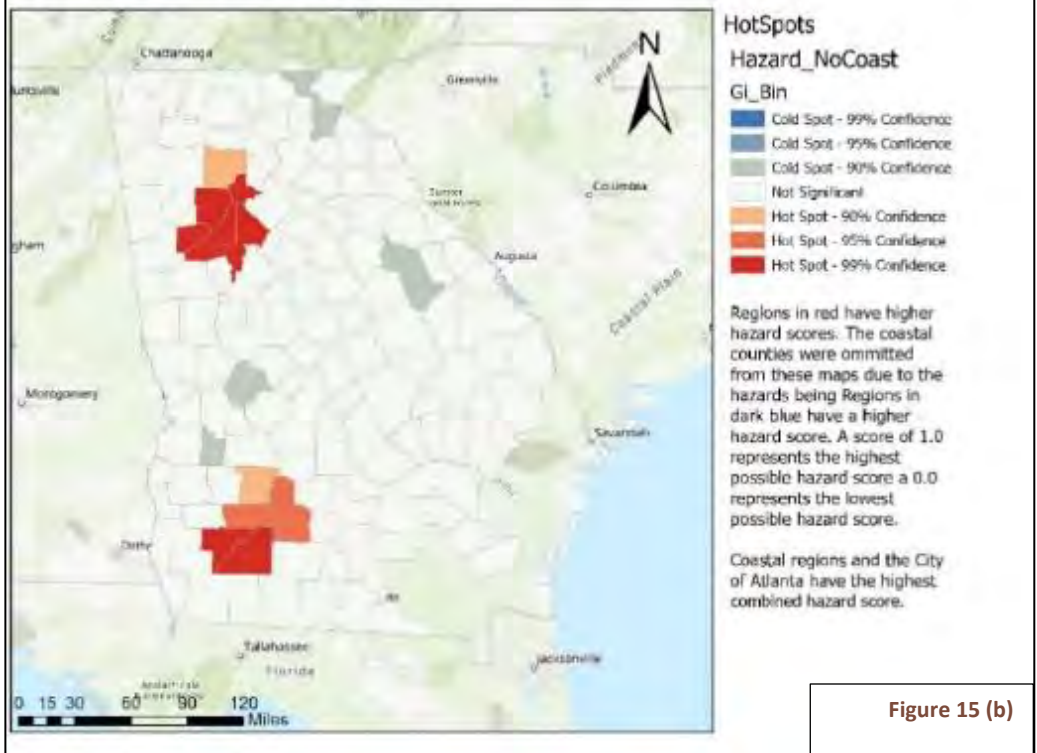 HotSpots
Hazard_NoCoast
Gi_Bin
Cold Spot - 99% Confidence
Cold Spot - 95% Confidence
Cold Spot - 90% Confidence
Not Significant
Hot Spot - 90% Confidence
Hot Spot - 95% Confidence
Hot Spot - 99% Confidence
Regions in red have higher
hazard scores. The coastal
counties were ommitted
from these maps due to the
hazards being Regions in
dark blue have a higher
hazard score. A score of 1.0
represents the highest
possible hazard score a 0.0
represents the lowest
possible hazard score.
Coastal regions and the City
of Atlanta have the highest
combined hazard score.
N
Chattanooga
Greenville
Piedmont
Columbia
Augusta
Coastal Plain
Montgomery
Savannah
Tallahassee
Florida
Jacksonville
0 15 30 60 90 120
Miles
Figure 15 (b)